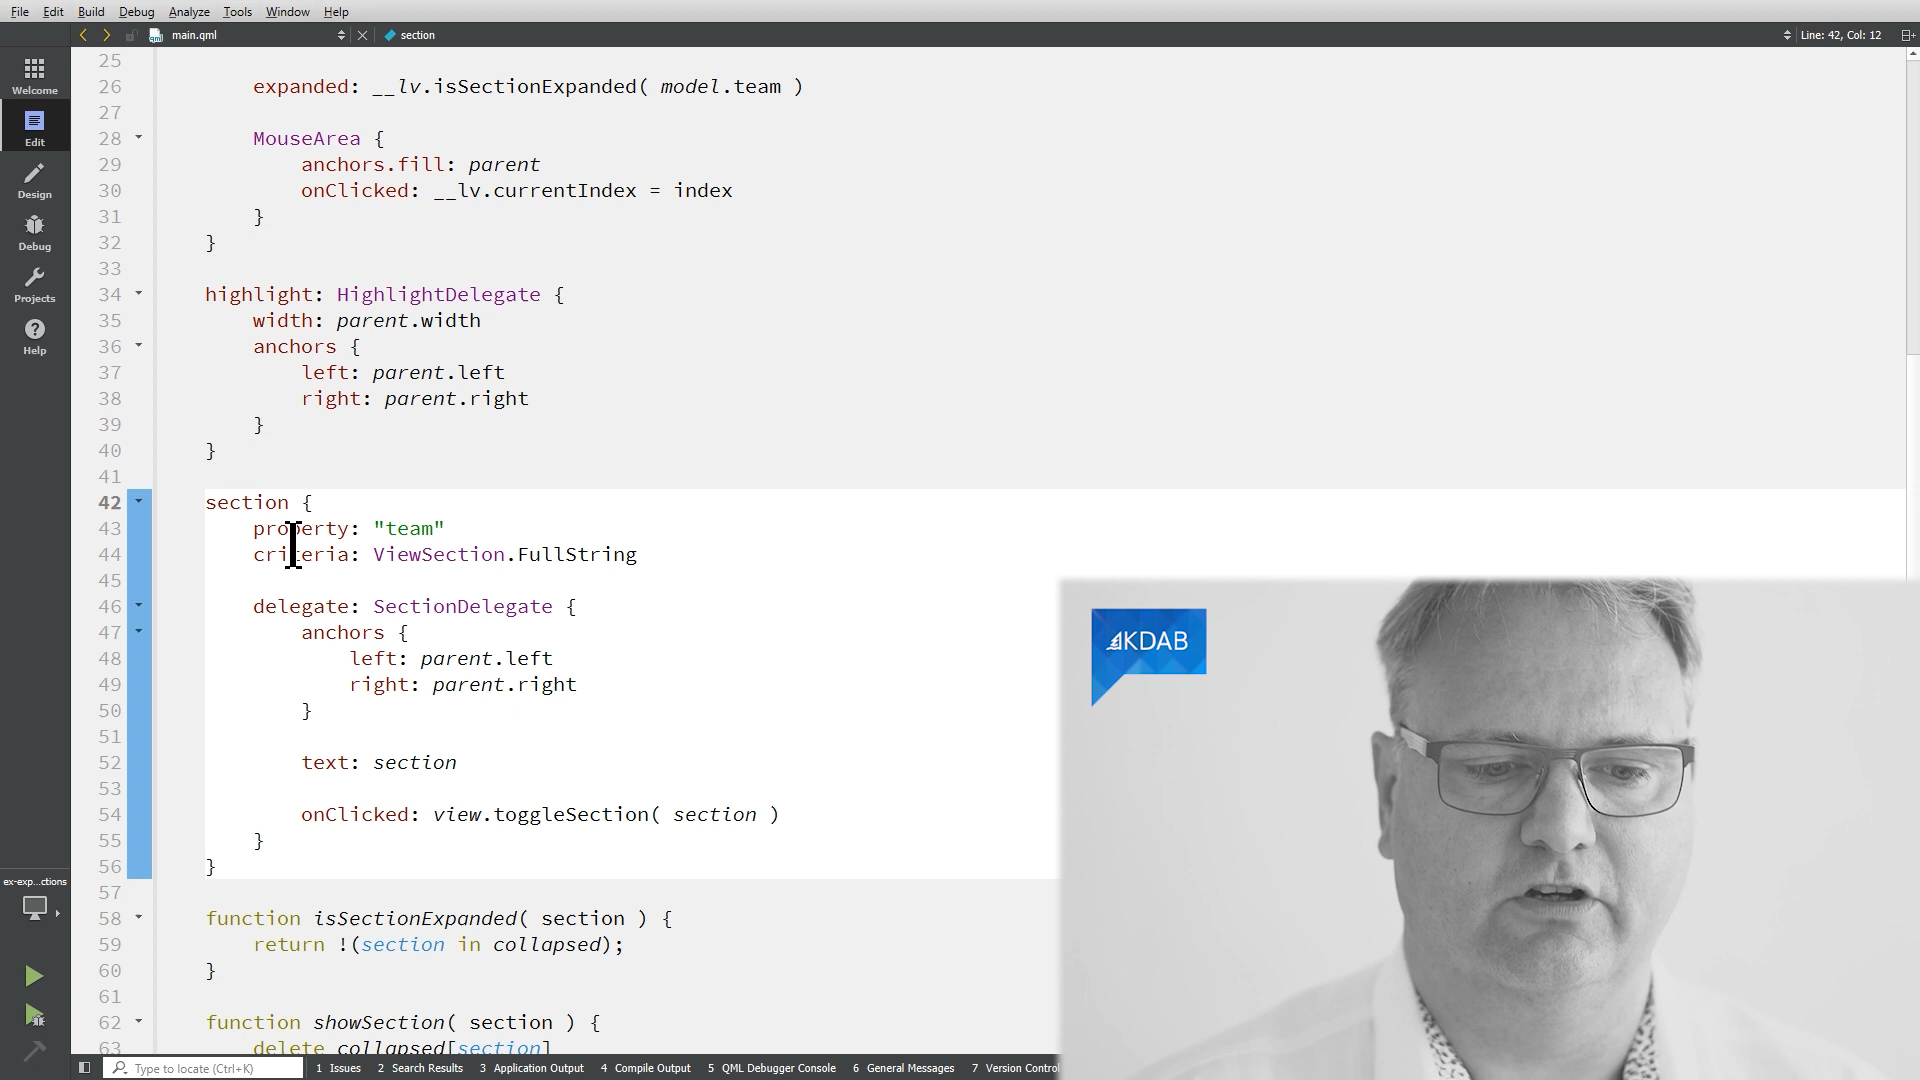 File Edit Build Debug Analyze Tools Window Help
main.qml section Line: 42, Col: 12
Welcome
Edit
Design
Debug
Projects
Help
ex-exp...ctions
25
26 expanded: __lv.isSectionExpanded( model.team )
27
28 MouseArea {
29 anchors.fill: parent
30 onClicked: __lv.currentIndex = index
31 }
32 }
33
34 highlight: HighlightDelegate {
35 width: parent.width
36 anchors {
37 left: parent.left
38 right: parent.right
39 }
40 }
41
42 section {
43 property: "team"
44 criteria: ViewSection.FullString
45
46 delegate: SectionDelegate {
47 anchors {
48 left: parent.left
49 right: parent.right
50 }
51
52 text: section
53
54 onClicked: view.toggleSection( section )
55 }
56 }
57
58 function isSectionExpanded( section ) {
59 return !(section in collapsed);
60 }
61
62 function showSection( section ) {
63 delete collapsed[section]
KDAB
Type to locate (Ctrl+K) 1 Issues 2 Search Results 3 Application Output 4 Compile Output 5 QML Debugger Console 6 General Messages 7 Version Control